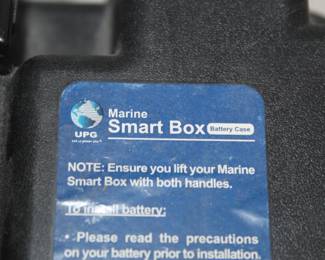 Marine
Smart Box Battery Case
UPG
NOTE: Ensure you lift your Marine
Smart Box with both handles.
To install battery:
• Please read the precautions
on your battery prior to installation.